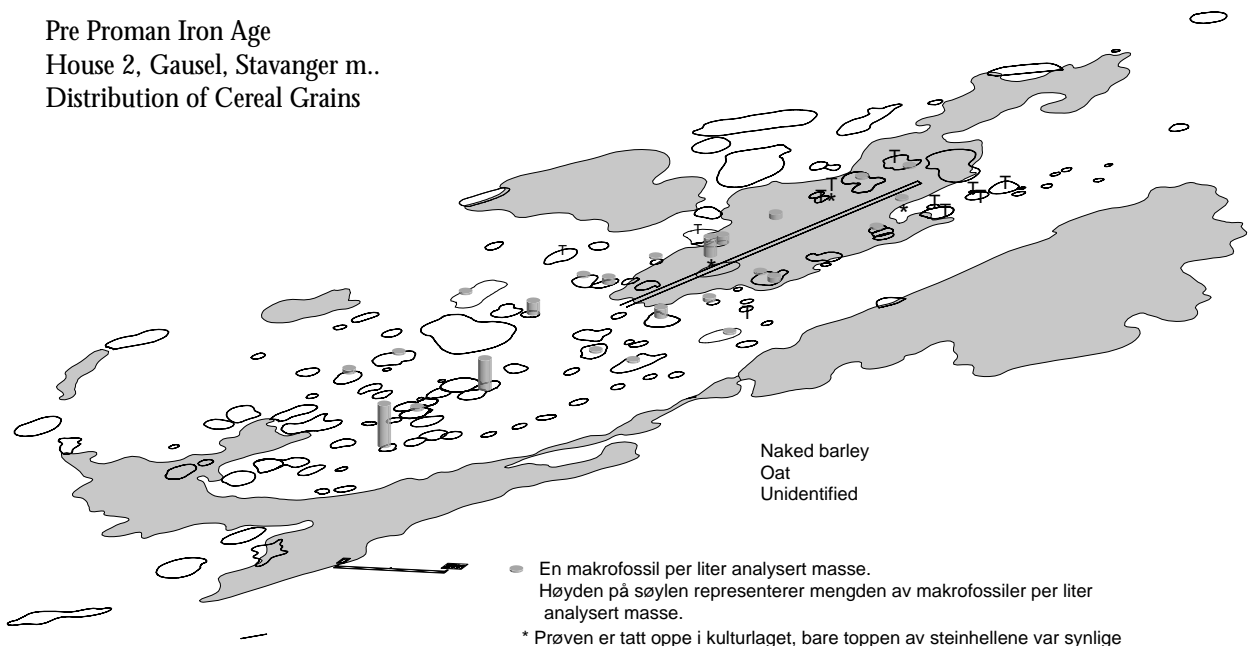 Pre Proman Iron Age
House 2, Gausel, Stavanger m..
Distribution of Cereal Grains
T
T
T
T
T
T
T
T
T
T
T
T
*
*
*
Naked barley
Oat
Unidentified
En makrofossil per liter analysert masse.
Høyden på søylen representerer mengden av makrofossiler per liter
analysert masse.
* Prøven er tatt oppe i kulturlaget, bare toppen av steinhellene var synlige